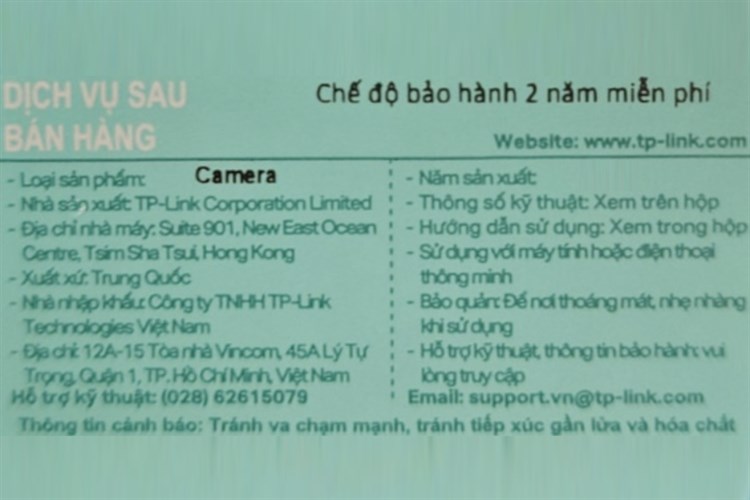 DỊCH VỤ SAU
BÁN HÀNG
Chế độ bảo hành 2 năm miễn phí
Website: www.tp-link.com
- Loại sản phẩm: Camera
- Nhà sản xuất: TP-Link Corporation Limited
- Địa chỉ nhà máy: Suite 901, New East Ocean
Centre, Tsim Sha Tsui, Hong Kong
- Xuất xứ: Trung Quốc
- Nhà nhập khẩu: Công ty TNHH TP-Link
Technologies Việt Nam
- Địa chỉ: 12A-15 Tòa nhà Vincom, 45A Lý Tự
Trọng, Quận 1, TP. Hồ Chí Minh, Việt Nam
Hỗ trợ kỹ thuật: (028) 62615079
- Năm sản xuất:
- Thông số kỹ thuật: Xem trên hộp
- Hướng dẫn sử dụng: Xem trong hộp
- Sử dụng với máy tính hoặc điện thoại
thông minh
- Bảo quản: Để nơi thoáng mát, nhẹ nhàng
khi sử dụng
- Hỗ trợ kỹ thuật, thông tin bảo hành: vui
lòng truy cập
Email: support.vn@tp-link.com
Thông tin cảnh báo: Tránh va chạm mạnh, tránh tiếp xúc gần lửa và hóa chất